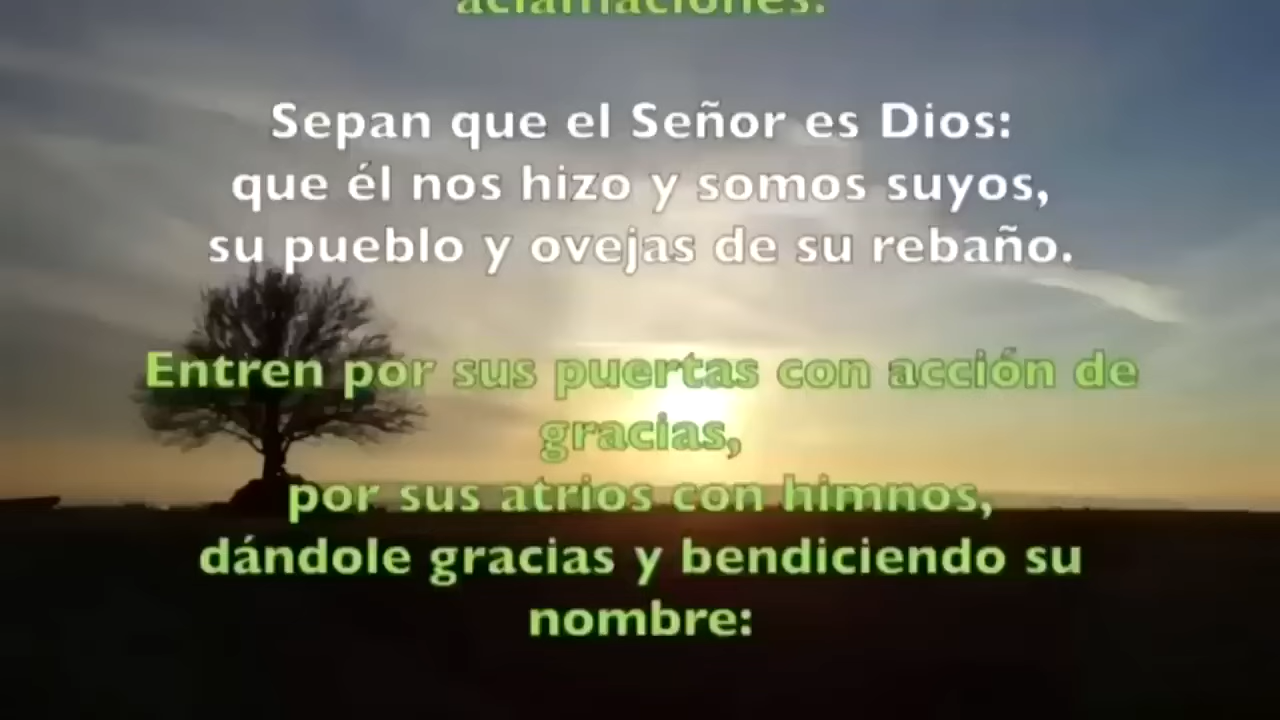 aclamaciones:
Sepan que el Señor es Dios:
que él nos hizo y somos suyos,
su pueblo y ovejas de su rebaño.
Entren por sus puertas con acción de
gracias,
por sus atrios con himnos,
dándole gracias y bendiciendo su
nombre: